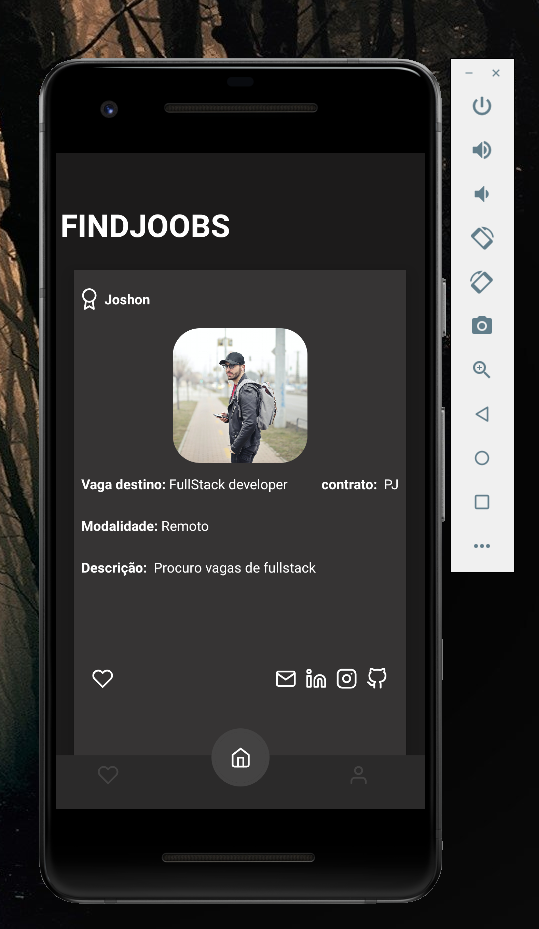 FINDJOOBS
Joshon
Vaga destino: FullStack developer contrato: PJ
Modalidade: Remoto
Descrição: Procuro vagas de fullstack